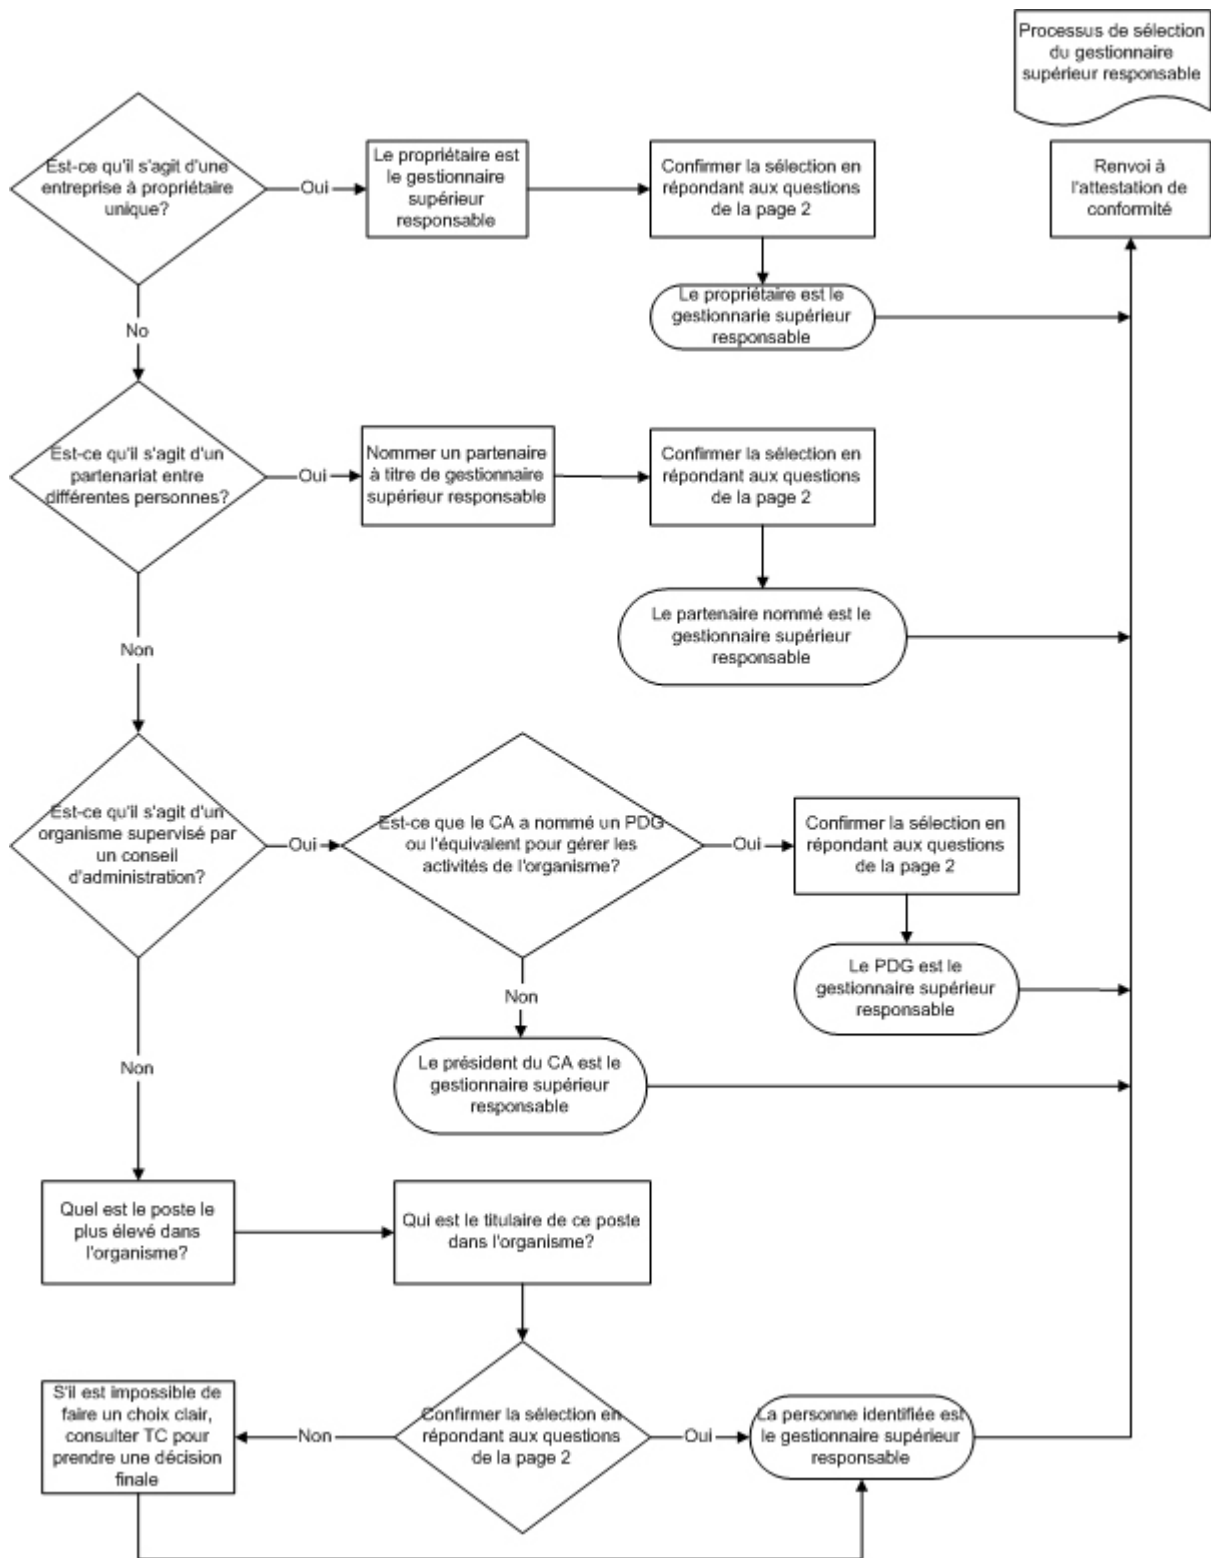 Processus de sélection
du gestionnaire
supérieur responsable
Est-ce qu'il s'agit d'une
entreprise à propriétaire
unique?
Oui
Le propriétaire est
le gestionnaire
supérieur
responsable
Confirmer la sélection en
répondant aux questions
de la page 2
Renvoi à
l'attestation de
conformité
Le propriétaire est le
gestionnarie supérieur
responsable
No
Est-ce qu'il s'agit d'un
partenariat entre
différentes personnes?
Oui
Nommer un partenaire
à titre de gestionnaire
supérieur responsable
Confirmer la sélection en
répondant aux questions
de la page 2
Le partenaire nommé est le
gestionnaire supérieur
responsable
Non
Est-ce qu'il s'agit d'un
organisme supervisé par
un conseil
d'administration?
Oui
Est-ce que le CA a nommé un PDG
ou l'équivalent pour gérer les
activités de l'organisme?
Oui
Confirmer la sélection en
répondant aux questions
de la page 2
Le PDG est le
gestionnaire supérieur
responsable
Non
Le président du CA est le
gestionnaire supérieur
responsable
Non
Quel est le poste le
plus élevé dans
l'organisme?
Qui est le titulaire de ce poste
dans l'organisme?
Confirmer la sélection en
répondant aux questions
de la page 2
Non
S'il est impossible de
faire un choix clair,
consulter TC pour
prendre une décision
finale
Oui
La personne identifiée est
le gestionnaire supérieur
responsable